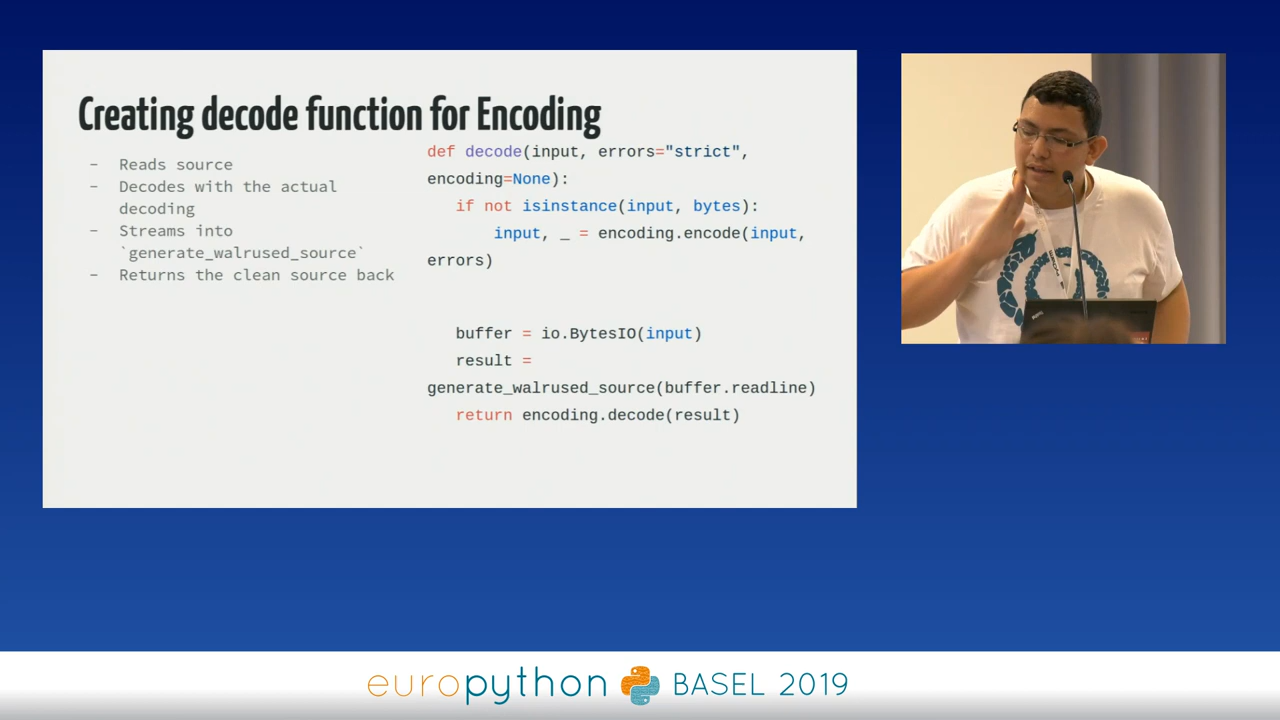 Creating decode function for Encoding
- Reads source
- Decodes with the actual
decoding
- Streams into
`generate_walrused_source`
- Returns the clean source back
def decode(input, errors="strict",
encoding=None):
if not isinstance(input, bytes):
input, _ = encoding.encode(input,
errors)
buffer = io.BytesIO(input)
result =
generate_walrused_source(buffer.readline)
return encoding.decode(result)
europython BASEL 2019